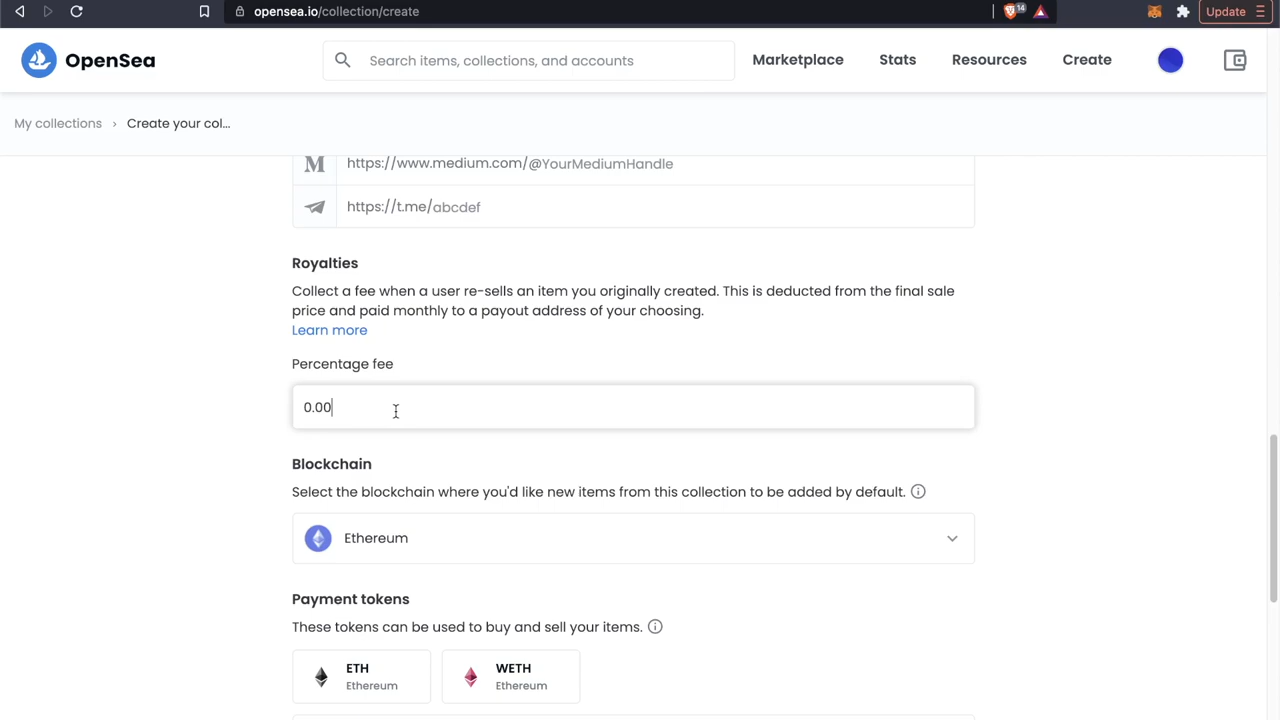 opensea.io/collection/create
14
Update
OpenSea
Search items, collections, and accounts
Marketplace
Stats
Resources
Create
My collections › Create your col...
M https://www.medium.com/@YourMediumHandle
https://t.me/abcdef
Royalties
Collect a fee when a user re-sells an item you originally created. This is deducted from the final sale
price and paid monthly to a payout address of your choosing.
Learn more
Percentage fee
0.00
Blockchain
Select the blockchain where you'd like new items from this collection to be added by default.
Ethereum
Payment tokens
These tokens can be used to buy and sell your items.
ETH
Ethereum
WETH
Ethereum